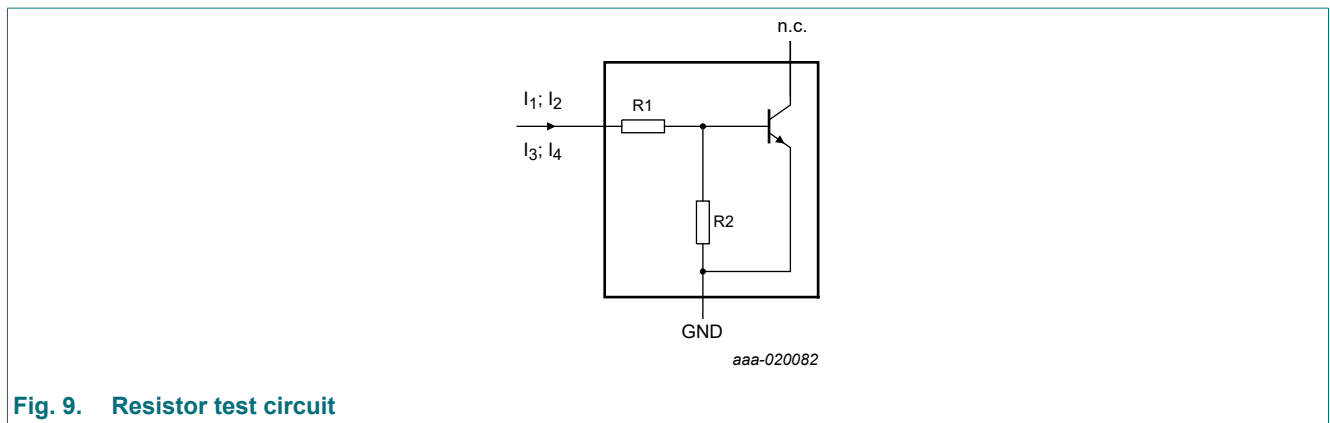 n.c.
I1; I2
R1
I3; I4
R2
GND
aaa-020082
Fig. 9. Resistor test circuit